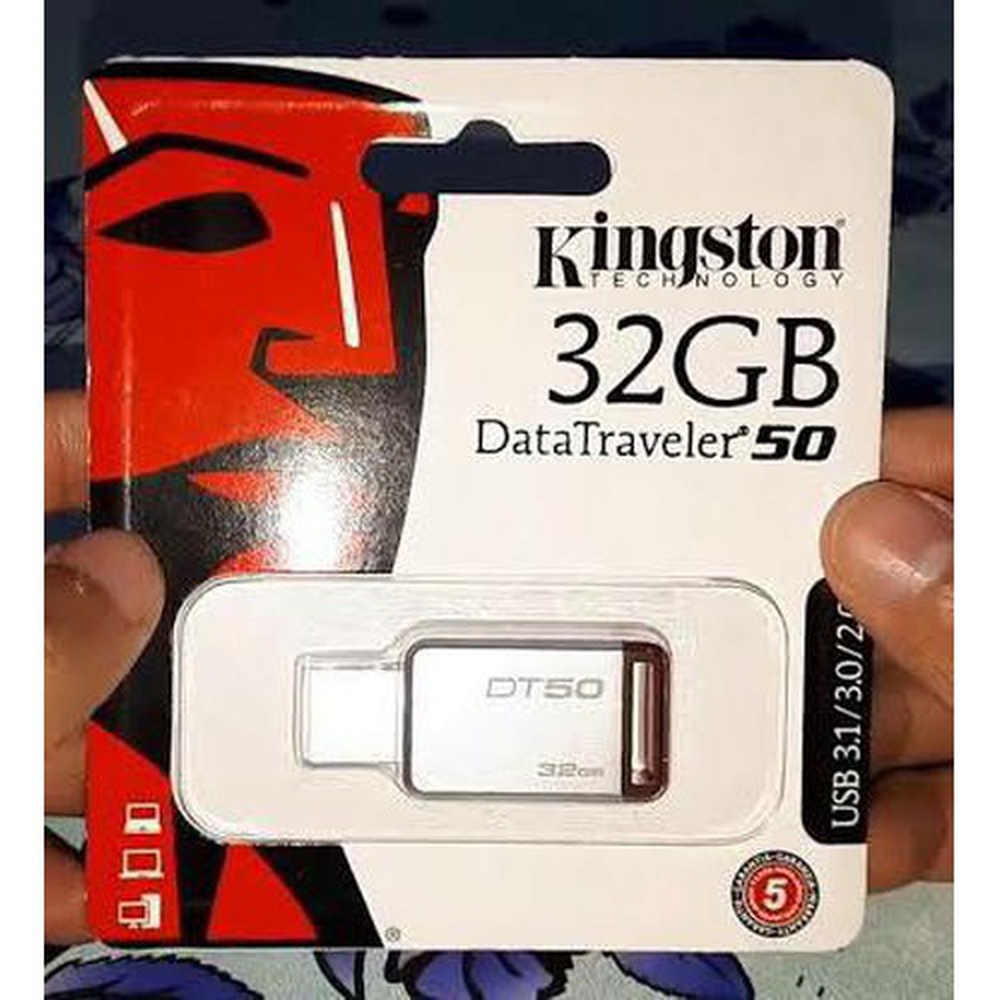 Kingston®
TECHNOLOGY
32GB
DataTraveler® 50
DT50
32GB
USB 3.1/3.0/2.0
5
®